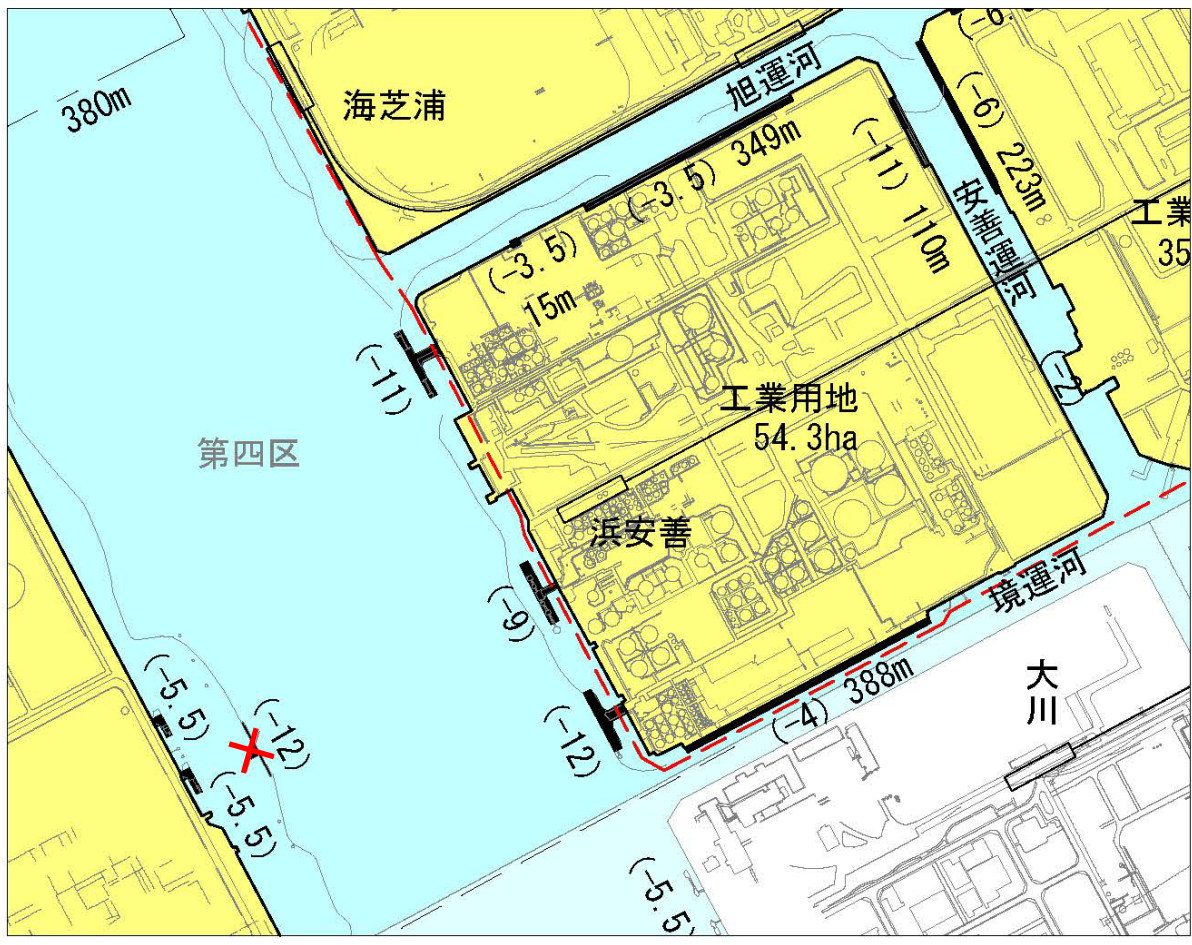 380m
海芝浦
旭運河
(-6.
(-6) 223m
(-3.5) 349m
(-11) 110m
安善運河
工業
35
(-3.5)
15m
(-11)
工業用地
54.3ha
(-2)
第四区
浜安善
(-9)
境運河
(-4) 388m
大川
(-12)
(-5.5)
(-12)
(-5.5)
(-5.5)